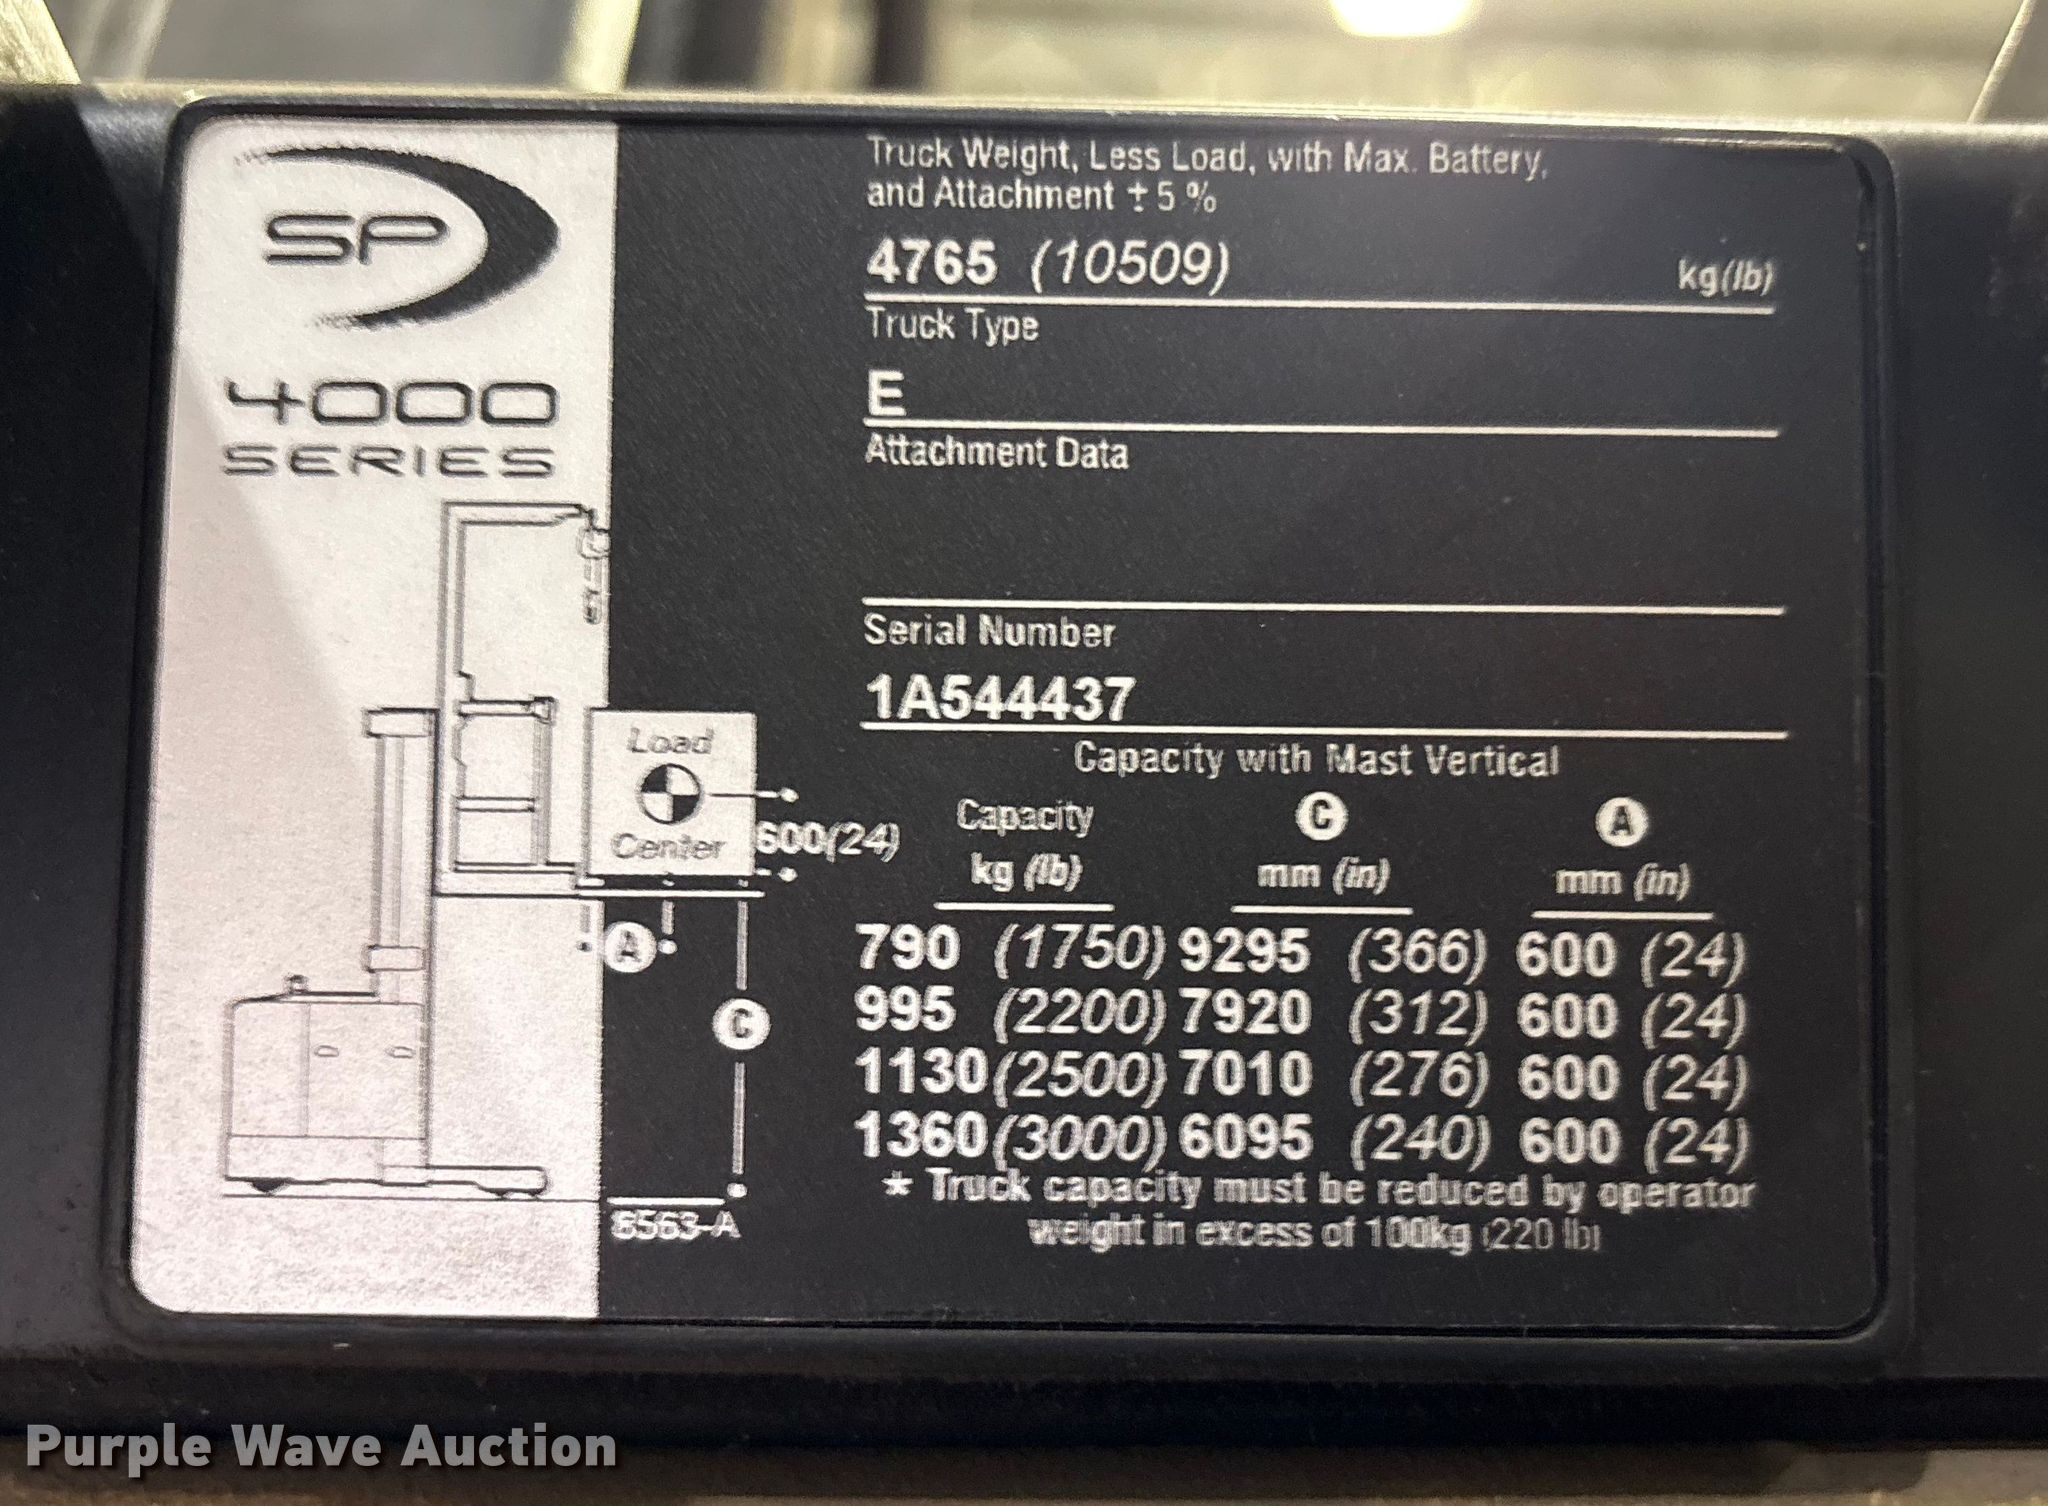 SP
4000
SERIES
Load
Center
600(24)
A
C
6563-A
Truck Weight, Less Load, with Max. Battery,
and Attachment ± 5 %
4765 (10509) kg(lb)
Truck Type
E
Attachment Data
Serial Number
1A544437
Capacity with Mast Vertical
Capacity C A
kg (lb) mm (in) mm (in)
790 (1750) 9295 (366) 600 (24)
995 (2200) 7920 (312) 600 (24)
1130 (2500) 7010 (276) 600 (24)
1360 (3000) 6095 (240) 600 (24)
* Truck capacity must be reduced by operator
weight in excess of 100kg (220 lb)
Purple Wave Auction